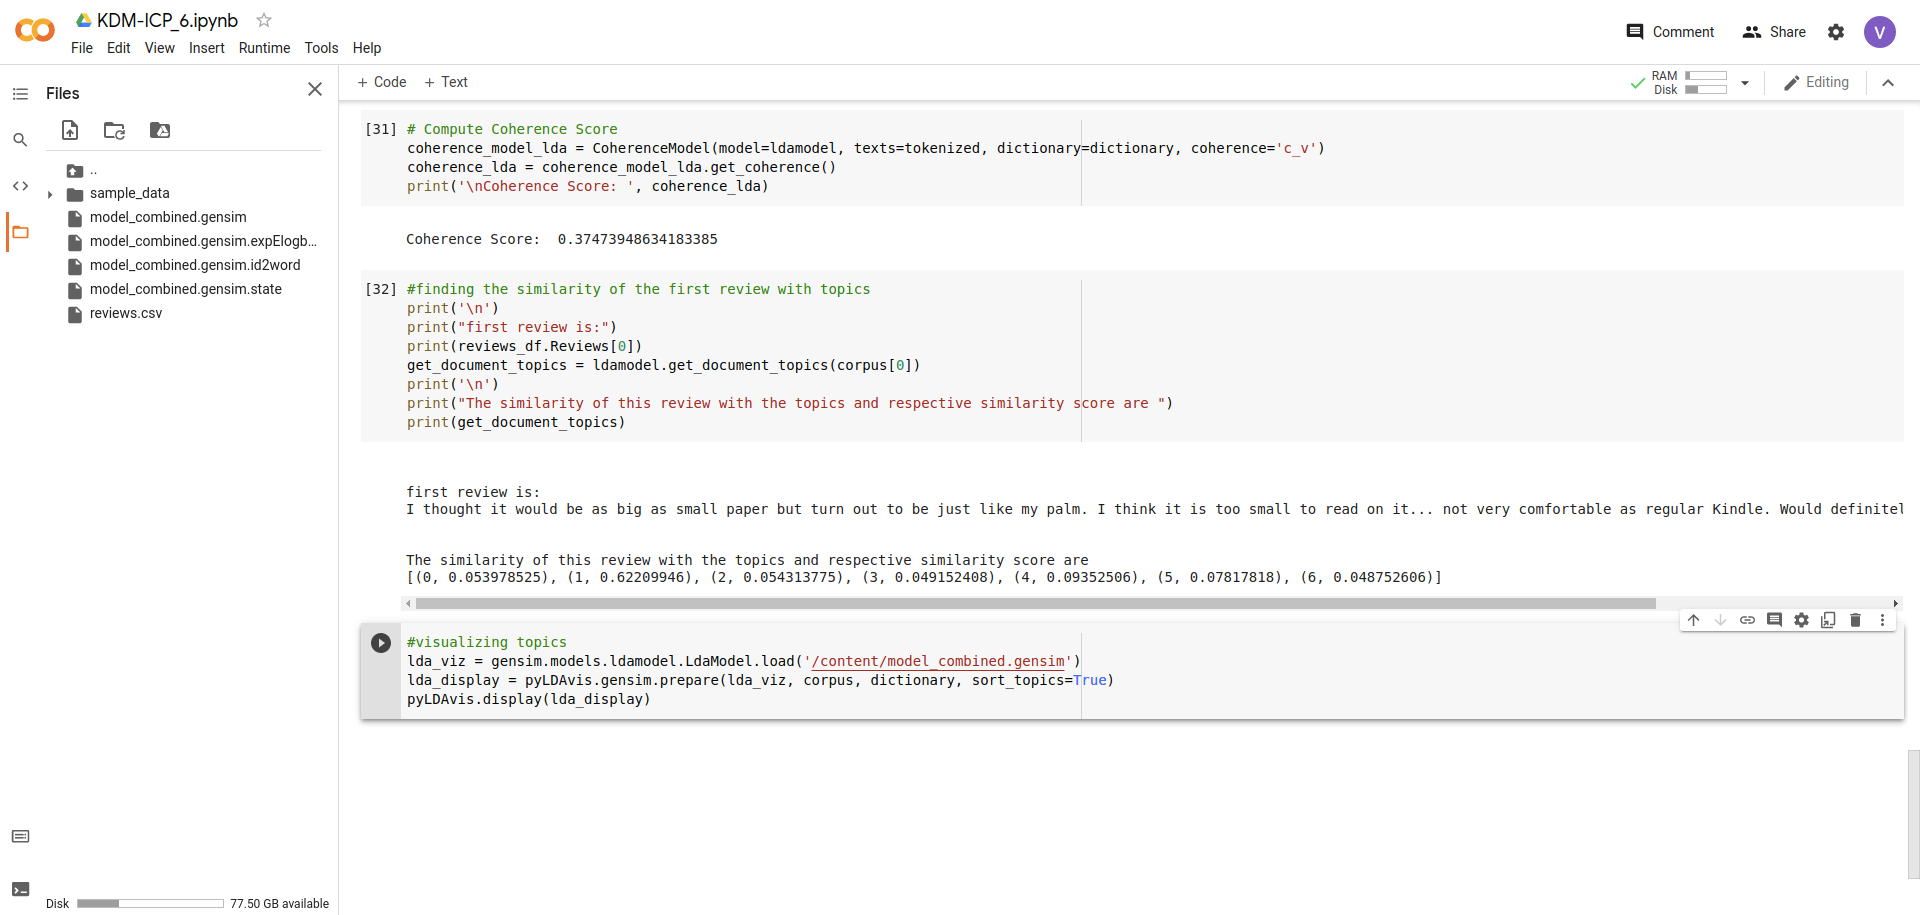 KDM-ICP_6.ipynb
File Edit View Insert Runtime Tools Help
Comment Share V
Files
+ Code + Text
RAM
Disk
Editing
..
sample_data
model_combined.gensim
model_combined.gensim.expElogb...
model_combined.gensim.id2word
model_combined.gensim.state
reviews.csv
Disk 77.50 GB available
[31] # Compute Coherence Score
coherence_model_lda = CoherenceModel(model=ldamodel, texts=tokenized, dictionary=dictionary, coherence='c_v')
coherence_lda = coherence_model_lda.get_coherence()
print('\nCoherence Score: ', coherence_lda)
Coherence Score:  0.37473948634183385
[32] #finding the similarity of the first review with topics
print('\n')
print("first review is:")
print(reviews_df.Reviews[0])
get_document_topics = ldamodel.get_document_topics(corpus[0])
print('\n')
print("The similarity of this review with the topics and respective similarity score are ")
print(get_document_topics)
first review is:
I thought it would be as big as small paper but turn out to be just like my palm. I think it is too small to read on it... not very comfortable as regular Kindle. Would definitel
The similarity of this review with the topics and respective similarity score are
[(0, 0.053978525), (1, 0.62209946), (2, 0.054313775), (3, 0.049152408), (4, 0.09352506), (5, 0.07817818), (6, 0.048752606)]
#visualizing topics
lda_viz = gensim.models.ldamodel.LdaModel.load('/content/model_combined.gensim')
lda_display = pyLDAvis.gensim.prepare(lda_viz, corpus, dictionary, sort_topics=True)
pyLDAvis.display(lda_display)